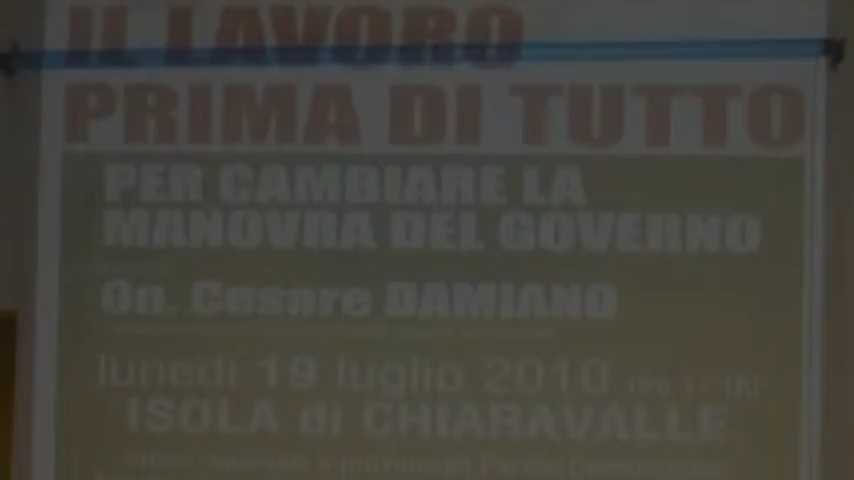 IL LAVORO
PRIMA DI TUTTO
PER CAMBIARE LA
MANOVRA DEL GOVERNO
On. Cesare DAMIANO
lunedì 19 luglio 2010
ISOLA di CHIARAVALLE